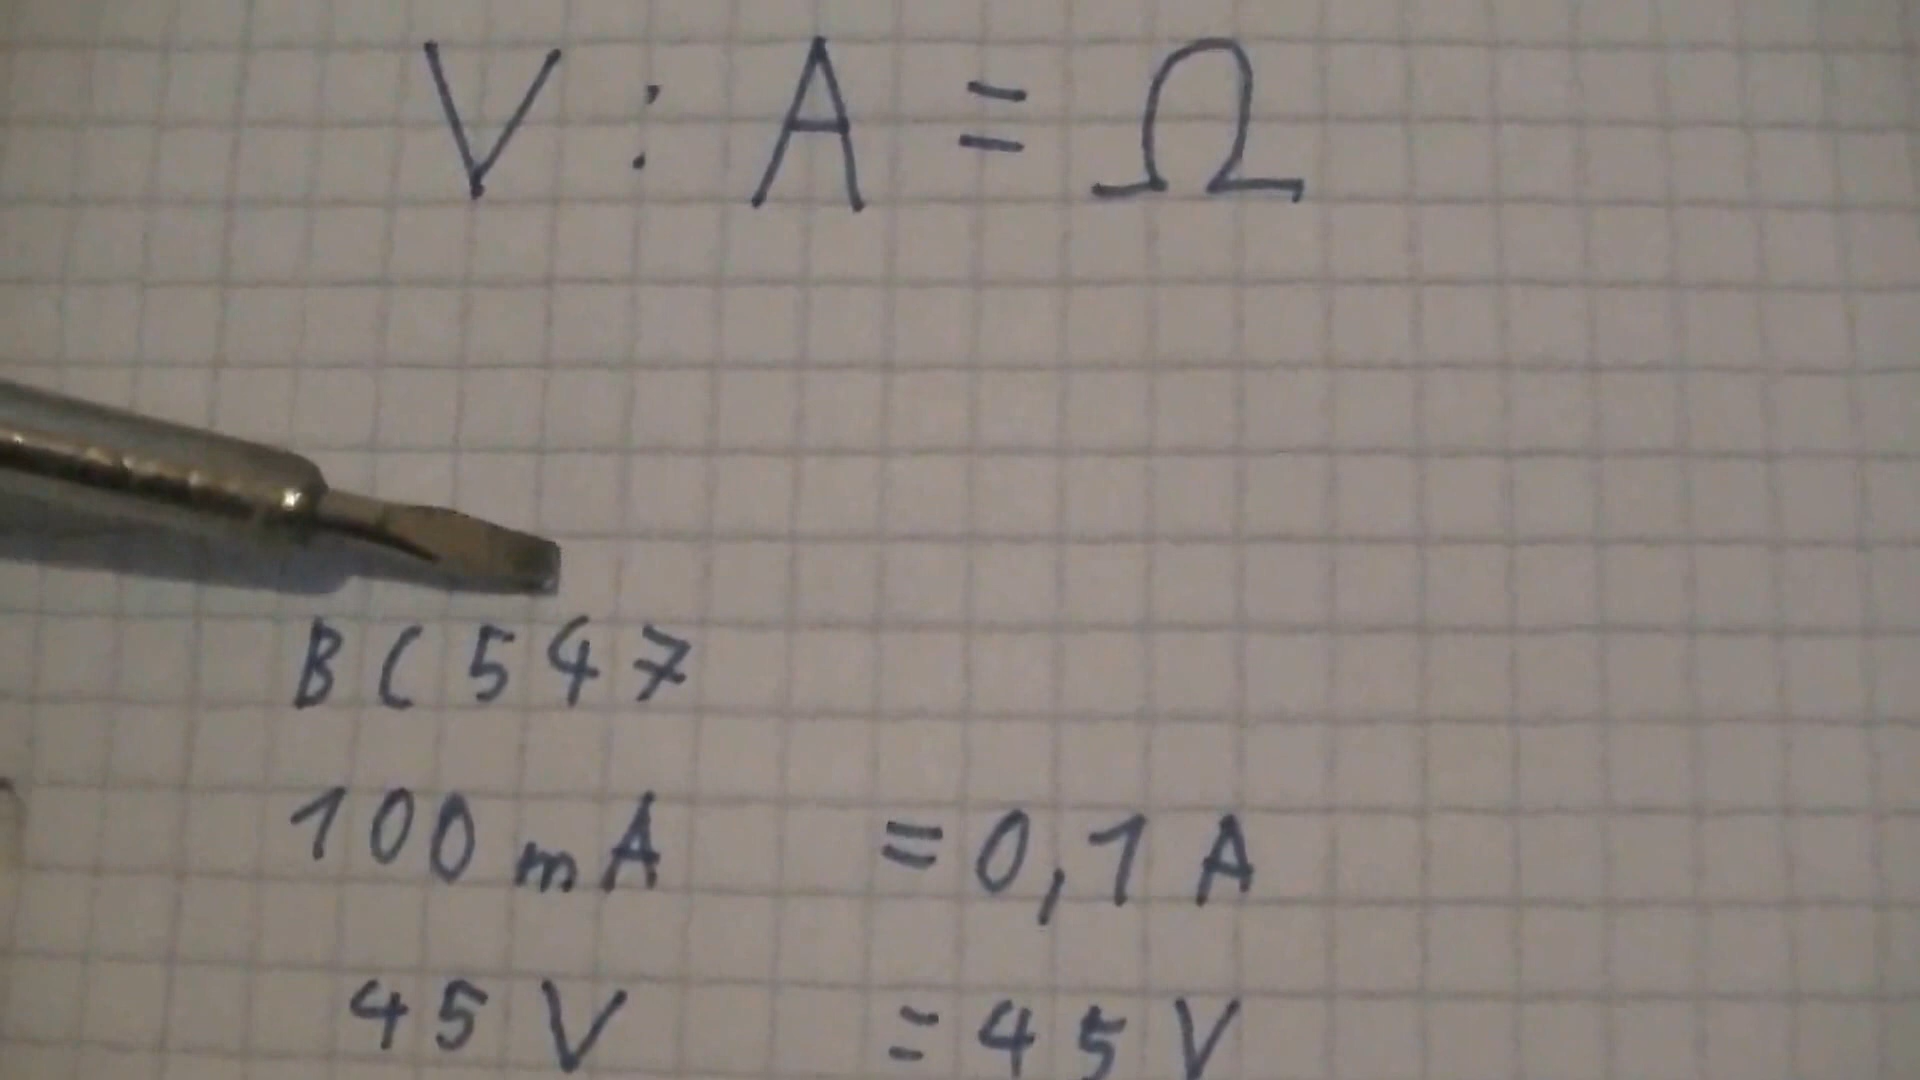 V : A = Ω
BC547
100 mA = 0,1 A
45 V = 45 V